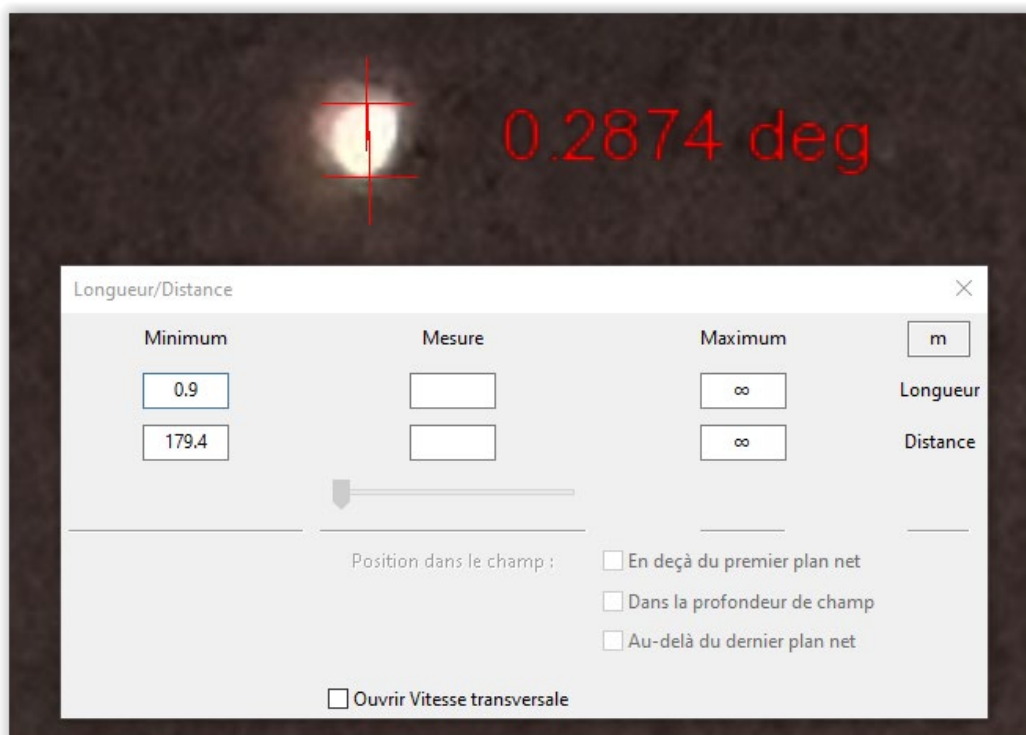 0.2874 deg
Longueur/Distance
Minimum Mesure Maximum m
0.9 ∞ Longueur
179.4 ∞ Distance
Position dans le champ : En deçà du premier plan net
Dans la profondeur de champ
Au-delà du dernier plan net
Ouvrir Vitesse transversale